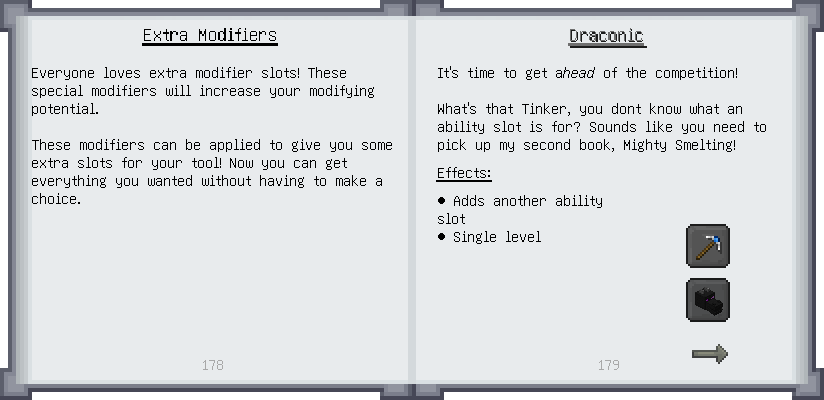 Extra Modifiers
Everyone loves extra modifier slots! These
special modifiers will increase your modifying
potential.
These modifiers can be applied to give you some
extra slots for your tool! Now you can get
everything you wanted without having to make a
choice.
178
Draconic
It's time to get ahead of the competition!
What's that Tinker, you dont know what an
ability slot is for? Sounds like you need to
pick up my second book, Mighty Smelting!
Effects:
● Adds another ability
slot
● Single level
179